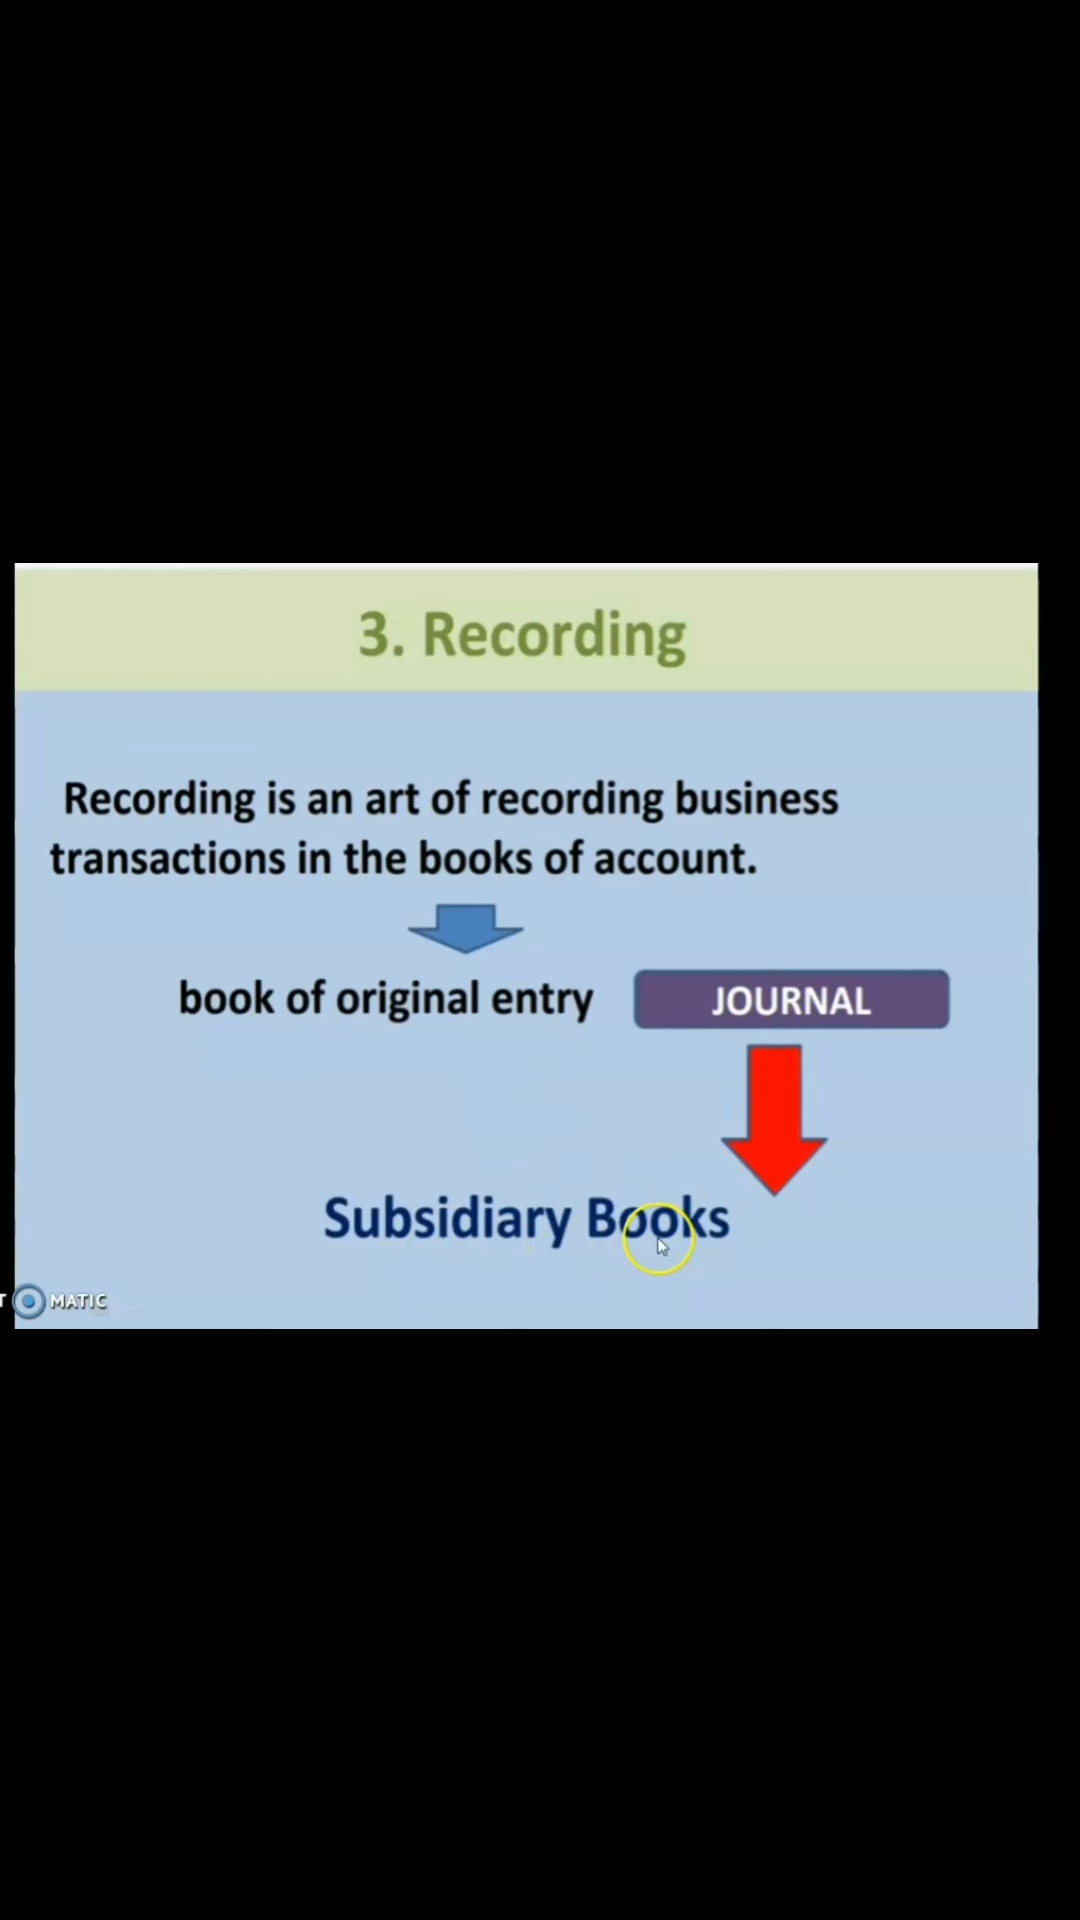 3. Recording
Recording is an art of recording business
transactions in the books of account.
book of original entry JOURNAL
Subsidiary Books
T MATIC